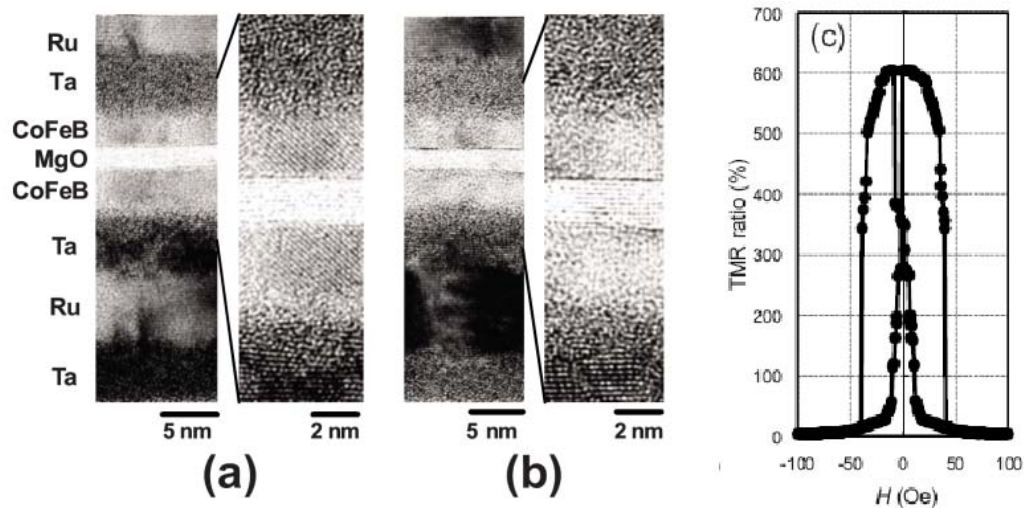 Ru
Ta
CoFeB
MgO
CoFeB
Ta
Ru
Ta
5 nm
2 nm
(a)
5 nm
2 nm
(b)
(c)
TMR ratio (%)
700
600
500
400
300
200
100
0
-100
-50
0
50
100
H (Oe)